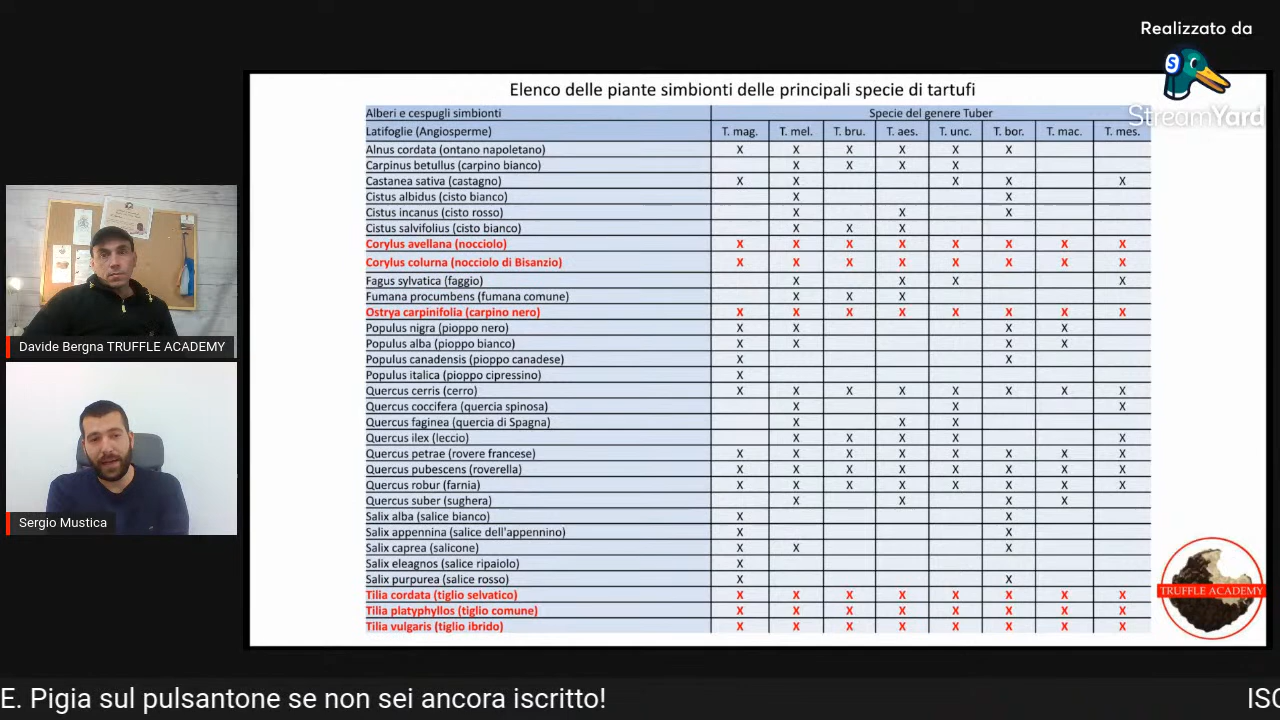 Realizzato da
S
StreamYard
Elenco delle piante simbionti delle principali specie di tartufi
Alberi e cespugli simbionti Specie del genere Tuber
Latifoglie (Angiosperme) T. mag. T. mel. T. bru. T. aes. T. unc. T. bor. T. mac. T. mes.
Alnus cordata (ontano napoletano) X X X X X X
Carpinus betullus (carpino bianco) X X X X
Castanea sativa (castagno) X X X X X
Cistus albidus (cisto bianco) X X
Cistus incanus (cisto rosso) X X X
Cistus salvifolius (cisto bianco) X X X
Corylus avellana (nocciolo) X X X X X X X X
Corylus colurna (nocciolo di Bisanzio) X X X X X X X X
Fagus sylvatica (faggio) X X X X
Fumana procumbens (fumana comune) X X X
Ostrya carpinifolia (carpino nero) X X X X X X X X
Populus nigra (pioppo nero) X X X X
Populus alba (pioppo bianco) X X X X
Populus canadensis (pioppo canadese) X X
Populus italica (pioppo cipressino) X
Quercus cerris (cerro) X X X X X X X X
Quercus coccifera (quercia spinosa) X X X
Quercus faginea (quercia di Spagna) X X X
Quercus ilex (leccio) X X X X X
Quercus petrae (rovere francese) X X X X X X X X
Quercus pubescens (roverella) X X X X X X X X
Quercus robur (farnia) X X X X X X X X
Quercus suber (sughera) X X X X
Salix alba (salice bianco) X X
Salix appennina (salice dell'appennino) X X
Salix caprea (salicone) X X X
Salix eleagnos (salice ripaiolo) X
Salix purpurea (salice rosso) X X
Tilia cordata (tiglio selvatico) X X X X X X X X
Tilia platyphyllos (tiglio comune) X X X X X X X X
Tilia vulgaris (tiglio ibrido) X X X X X X X X
TRUFFLE ACADEMY
Davide Bergna TRUFFLE ACADEMY
Sergio Mustica
E. Pigia sul pulsantone se non sei ancora iscritto! ISC